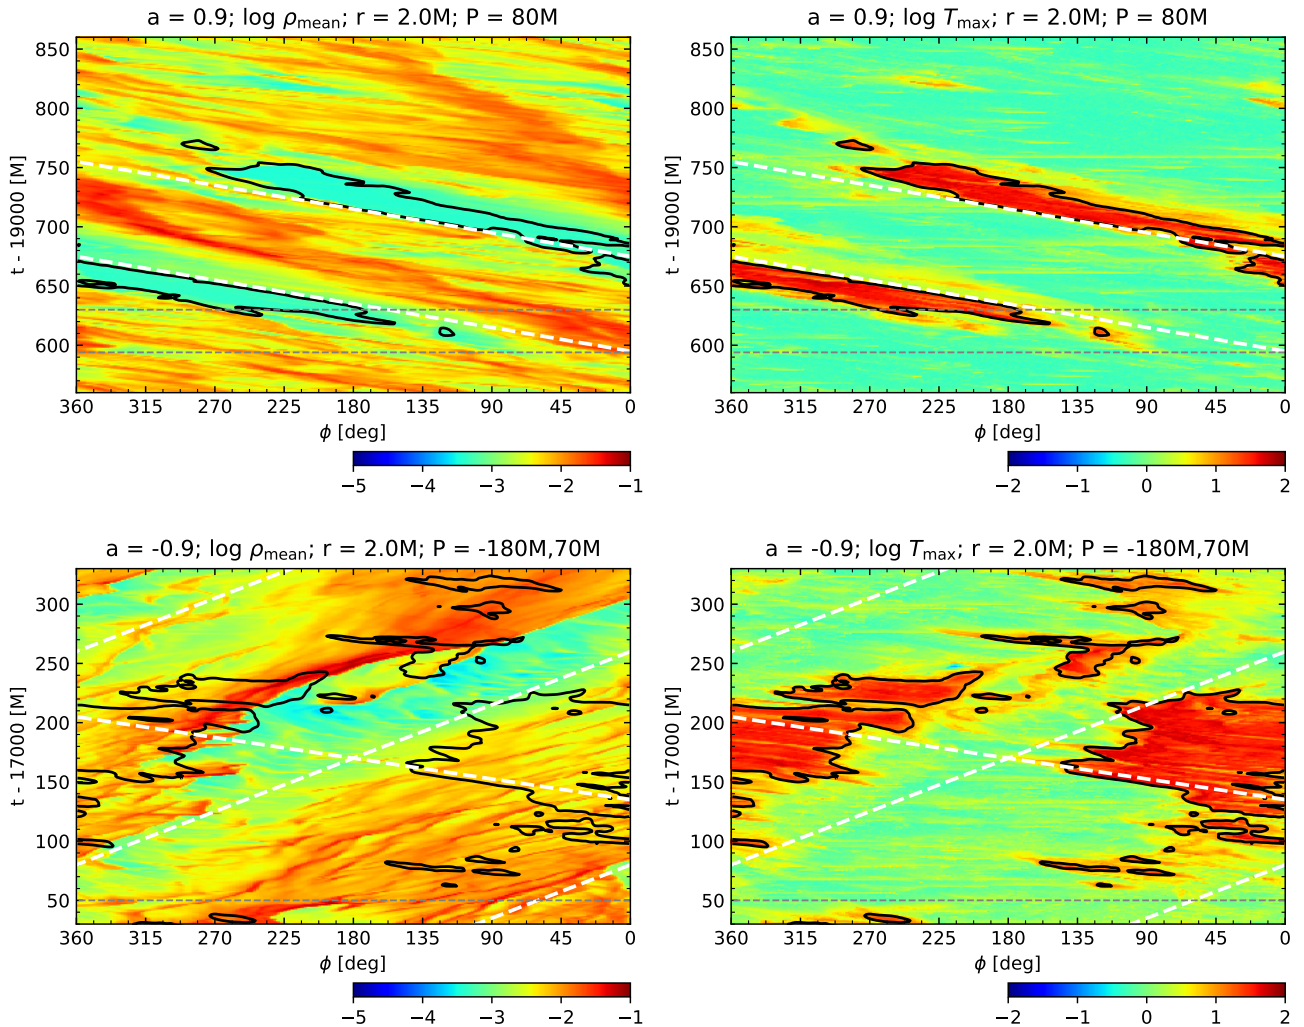 a = 0.9; log ρmean; r = 2.0M; P = 80M
a = 0.9; log Tmax; r = 2.0M; P = 80M
t - 19000 [M]
850
800
750
700
650
600
360 315 270 225 180 135 90 45 0
ϕ [deg]
−5 −4 −3 −2 −1
t - 19000 [M]
850
800
750
700
650
600
360 315 270 225 180 135 90 45 0
ϕ [deg]
−2 −1 0 1 2
a = -0.9; log ρmean; r = 2.0M; P = -180M,70M
a = -0.9; log Tmax; r = 2.0M; P = -180M,70M
t - 17000 [M]
300
250
200
150
100
50
360 315 270 225 180 135 90 45 0
ϕ [deg]
−5 −4 −3 −2 −1
t - 17000 [M]
300
250
200
150
100
50
360 315 270 225 180 135 90 45 0
ϕ [deg]
−2 −1 0 1 2